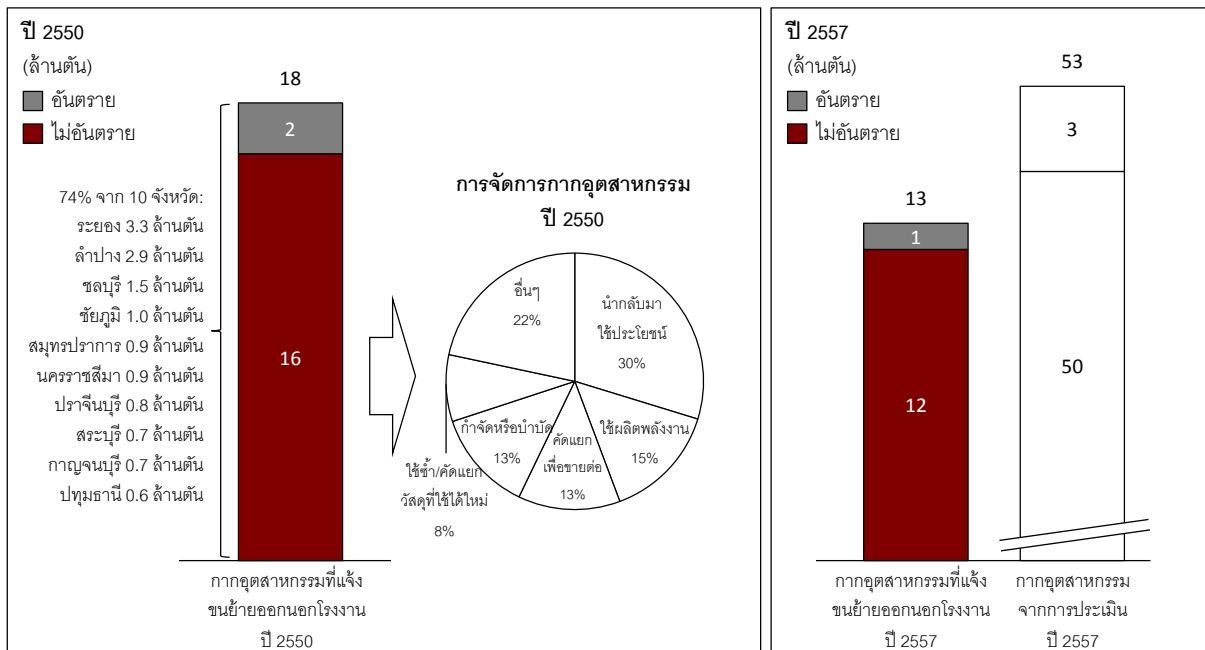 ปี 2550
(ล้านตัน)
อันตราย
ไม่อันตราย
18
2
16
74% จาก 10 จังหวัด:
ระยอง 3.3 ล้านตัน
ลำปาง 2.9 ล้านตัน
ชลบุรี 1.5 ล้านตัน
ชัยภูมิ 1.0 ล้านตัน
สมุทรปราการ 0.9 ล้านตัน
นครราชสีมา 0.9 ล้านตัน
ปราจีนบุรี 0.8 ล้านตัน
สระบุรี 0.7 ล้านตัน
กาญจนบุรี 0.7 ล้านตัน
ปทุมธานี 0.6 ล้านตัน
กากอุตสาหกรรมที่แจ้ง
ขนย้ายออกนอกโรงงาน
ปี 2550
การจัดการกากอุตสาหกรรม
ปี 2550
อื่นๆ
22%
นำกลับมา
ใช้ประโยชน์
30%
ใช้ผลิตพลังงาน
15%
คัดแยก
เพื่อขายต่อ
13%
กำจัดหรือบำบัด
13%
ใช้ซ้ำ/คัดแยก
วัสดุที่ใช้ได้ใหม่
8%
ปี 2557
(ล้านตัน)
อันตราย
ไม่อันตราย
13
1
12
53
3
50
กากอุตสาหกรรมที่แจ้ง
ขนย้ายออกนอกโรงงาน
ปี 2557
กากอุตสาหกรรม
จากการประเมิน
ปี 2557